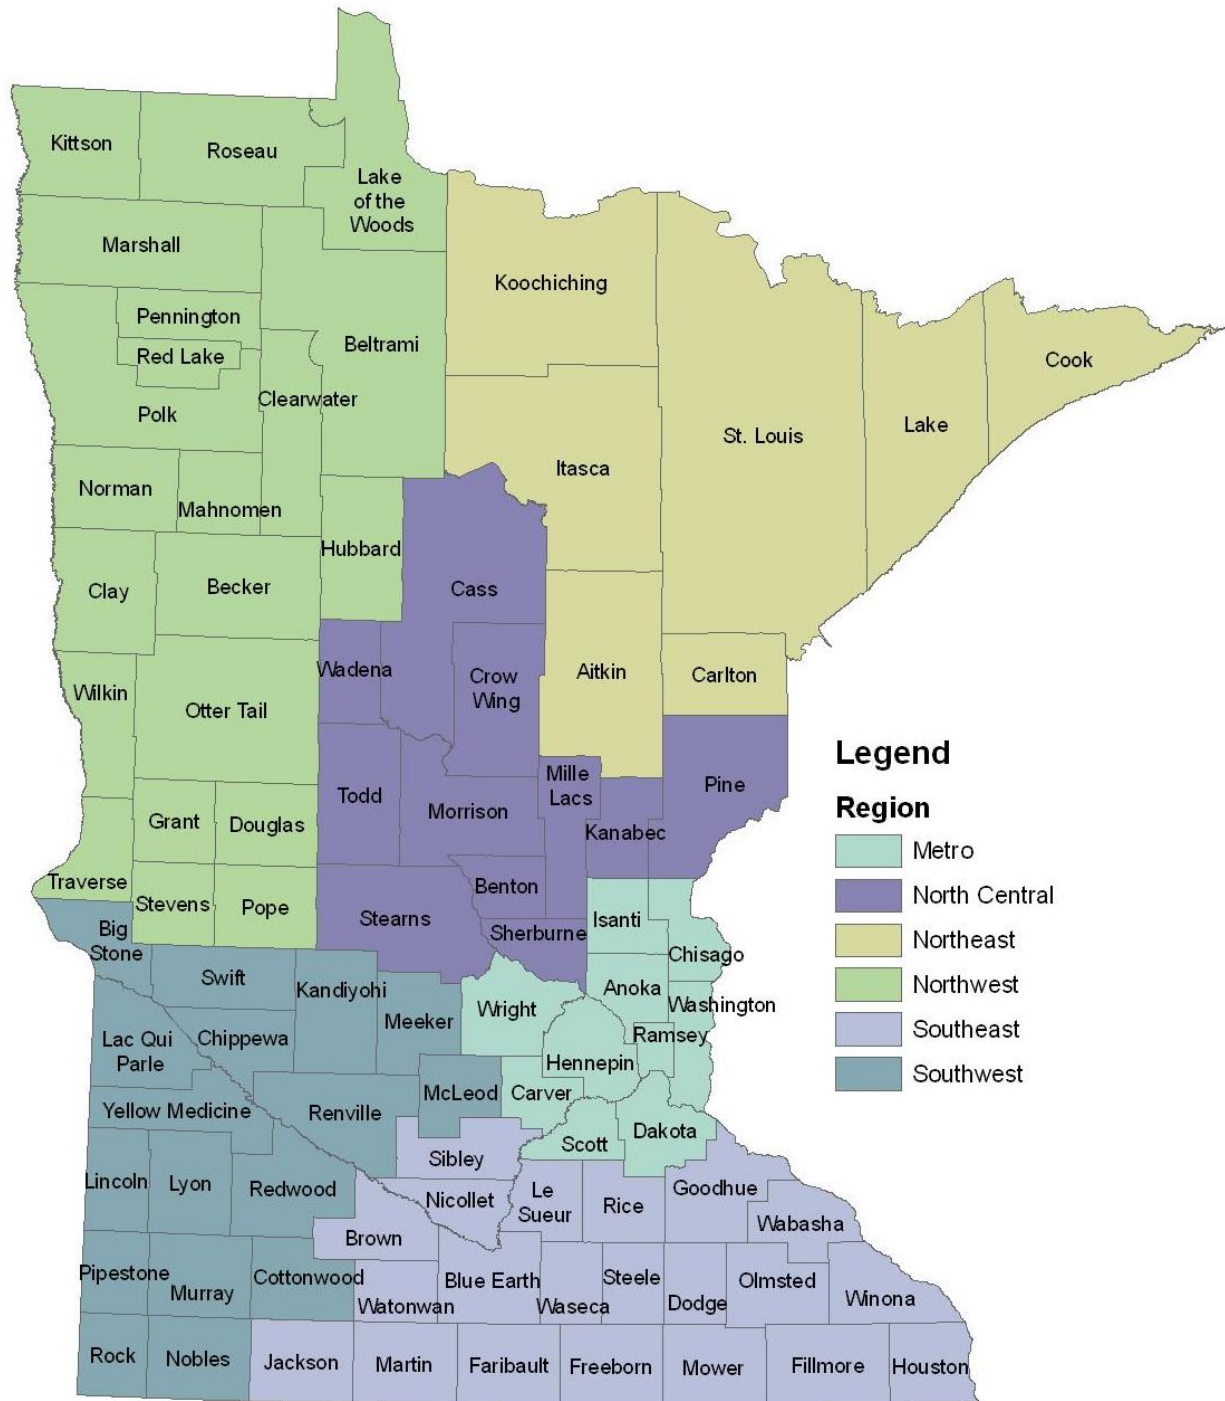 Kittson
Roseau
Lake
of the
Woods
Marshall
Koochiching
Pennington
Beltrami
Red Lake
Cook
Clearwater
Polk
Lake
St. Louis
Itasca
Norman
Mahnomen
Hubbard
Clay
Becker
Cass
Wadena
Crow
Wing
Aitkin
Carlton
Wilkin
Otter Tail
Legend
Mille
Lacs
Pine
Todd
Morrison
Region
Grant
Douglas
Kanabec
Metro
Traverse
Benton
North Central
Stevens
Pope
Stearns
Isanti
Big
Stone
Sherburne
Northeast
Chisago
Swift
Kandiyohi
Anoka
Northwest
Wright
Washington
Meeker
Lac Qui
Parle
Chippewa
Ramsey
Southeast
Hennepin
Southwest
McLeod
Carver
Yellow Medicine
Renville
Scott
Dakota
Sibley
Lincoln
Lyon
Redwood
Nicollet
Le
Sueur
Rice
Goodhue
Wabasha
Brown
Pipestone
Murray
Cottonwood
Blue Earth
Steele
Olmsted
Watonwan
Waseca
Dodge
Winona
Rock
Nobles
Jackson
Martin
Faribault
Freeborn
Mower
Fillmore
Houston